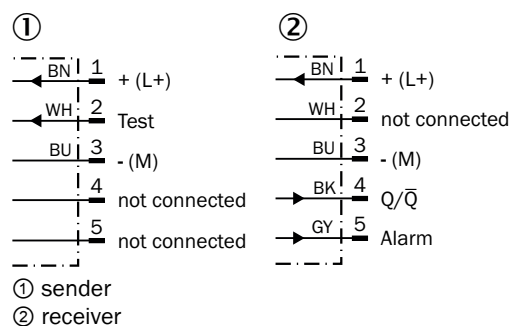 ①
BN 1 + (L+)
WH 2 Test
BU 3 - (M)
4 not connected
5 not connected
②
BN 1 + (L+)
WH 2 not connected
BU 3 - (M)
BK 4 Q/Q̅
GY 5 Alarm
① sender
② receiver